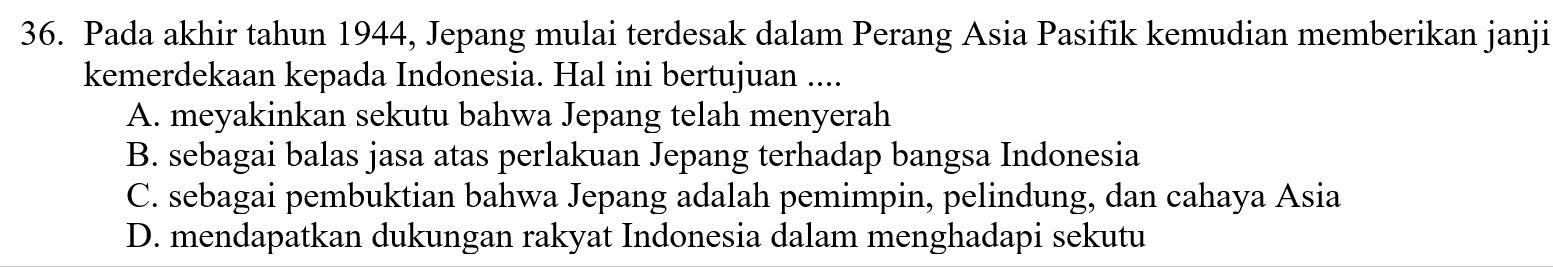 36. Pada akhir tahun 1944, Jepang mulai terdesak dalam Perang Asia Pasifik kemudian memberikan janji
kemerdekaan kepada Indonesia. Hal ini bertujuan ....
A. meyakinkan sekutu bahwa Jepang telah menyerah
B. sebagai balas jasa atas perlakuan Jepang terhadap bangsa Indonesia
C. sebagai pembuktian bahwa Jepang adalah pemimpin, pelindung, dan cahaya Asia
D. mendapatkan dukungan rakyat Indonesia dalam menghadapi sekutu